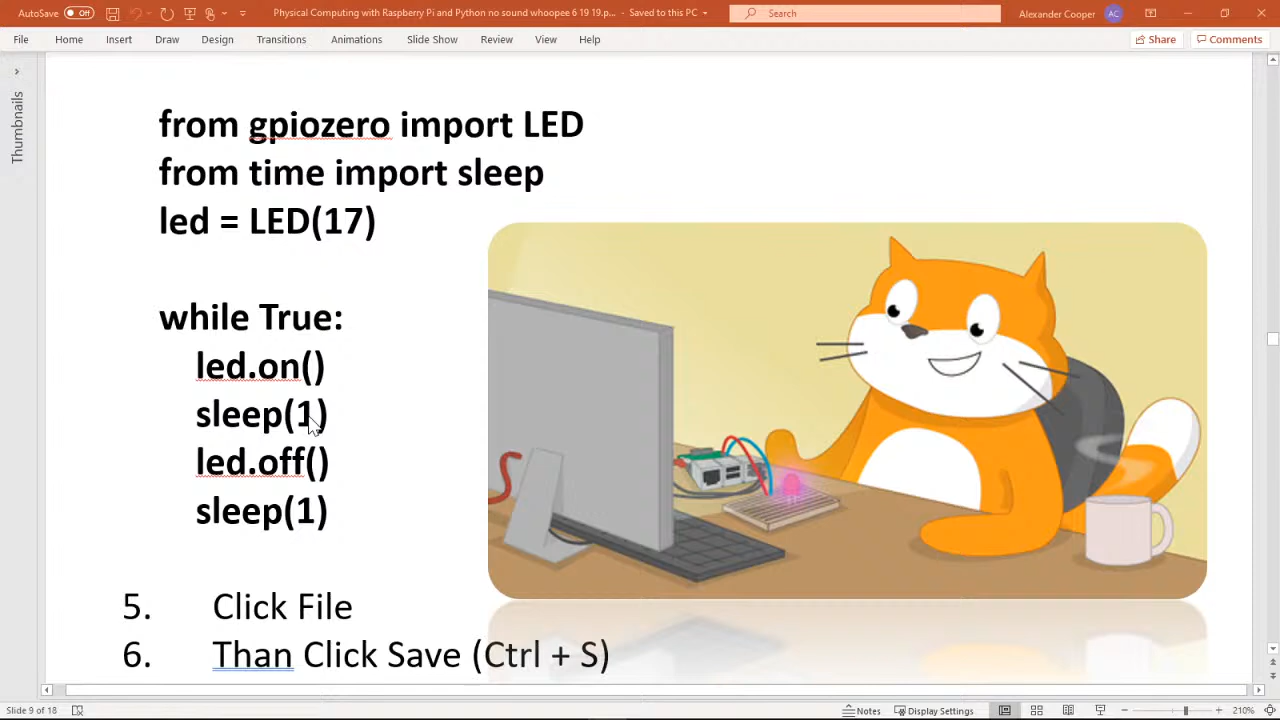 AutoSave Off Physical Computing with Raspberry Pi and Python no sound whoopee 6 19 19.p... - Saved to this PC Search Alexander Cooper AC
File Home Insert Draw Design Transitions Animations Slide Show Review View Help Share Comments
Thumbnails
from gpiozero import LED
from time import sleep
led = LED(17)
while True:
led.on()
sleep(1)
led.off()
sleep(1)
5. Click File
6. Than Click Save (Ctrl + S)
Slide 9 of 18 Notes Display Settings 210%